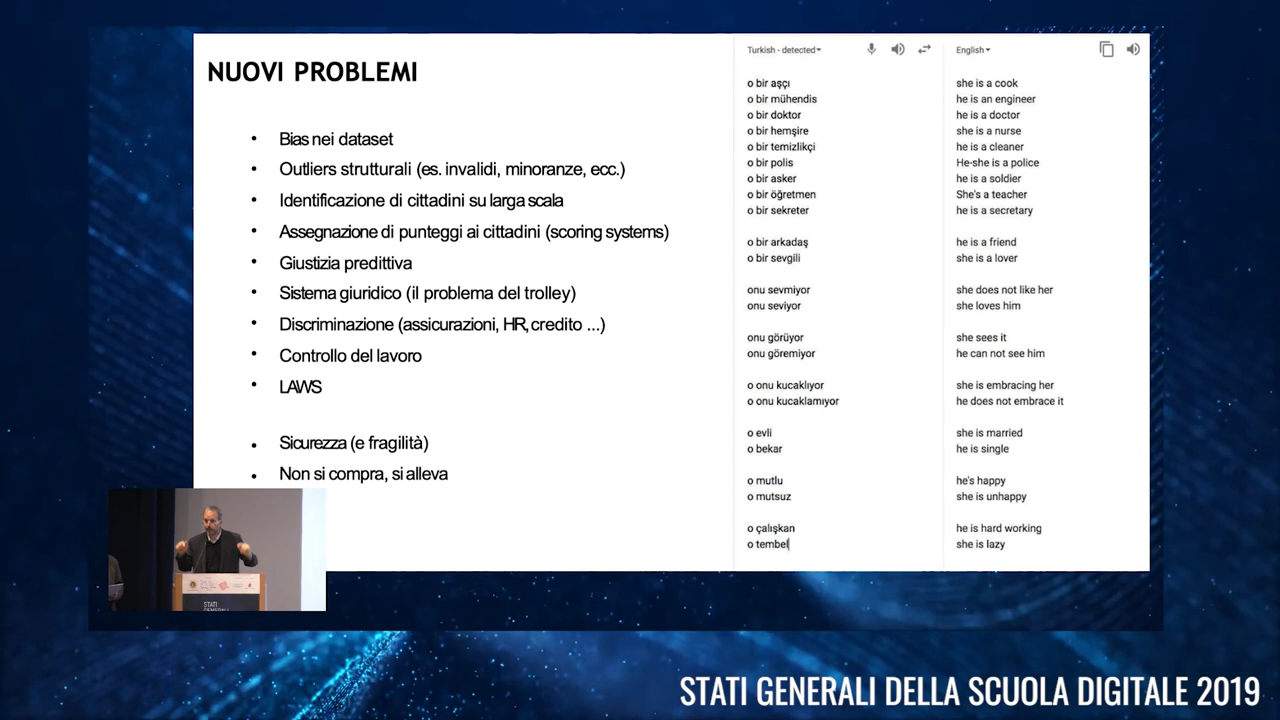 NUOVI PROBLEMI
• Bias nei dataset
• Outliers strutturali (es. invalidi, minoranze, ecc.)
• Identificazione di cittadini su larga scala
• Assegnazione di punteggi ai cittadini (scoring systems)
• Giustizia predittiva
• Sistema giuridico (il problema del trolley)
• Discriminazione (assicurazioni, HR, credito ...)
• Controllo del lavoro
• LAWS
• Sicurezza (e fragilità)
• Non si compra, si alleva
Turkish - detected
o bir aşçı
o bir mühendis
o bir doktor
o bir hemşire
o bir temizlikçi
o bir polis
o bir asker
o bir öğretmen
o bir sekreter
o bir arkadaş
o bir sevgili
onu sevmiyor
onu seviyor
onu görüyor
onu göremiyor
o onu kucaklıyor
o onu kucaklamıyor
o evli
o bekar
o mutlu
o mutsuz
o çalışkan
o tembel
English
she is a cook
he is an engineer
he is a doctor
she is a nurse
he is a cleaner
He-she is a police
he is a soldier
She's a teacher
he is a secretary
he is a friend
she is a lover
she does not like her
she loves him
she sees it
he can not see him
she is embracing her
he does not embrace it
she is married
he is single
he's happy
she is unhappy
he is hard working
she is lazy
STATI
GENERALI
STATI GENERALI DELLA SCUOLA DIGITALE 2019